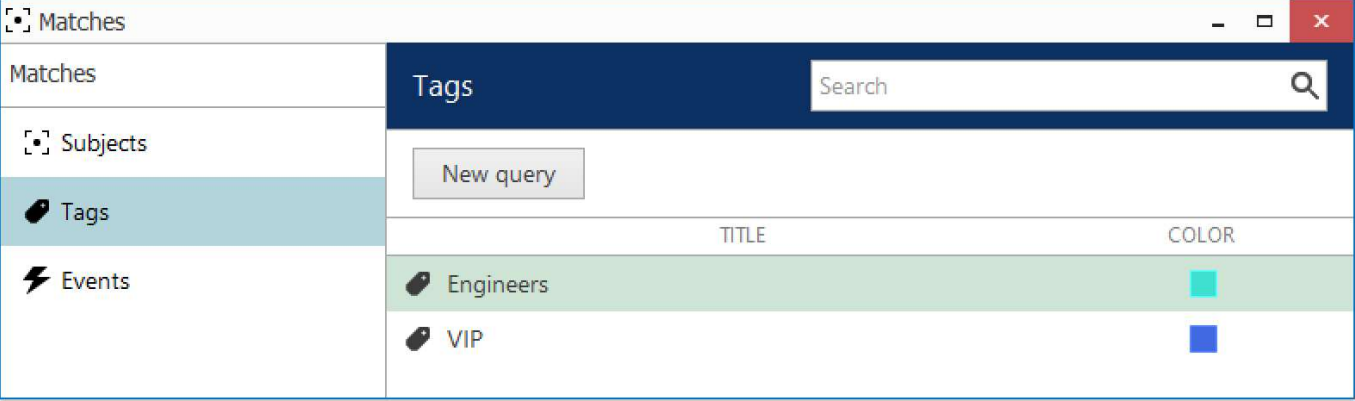 Matches
Matches
Subjects
Tags
Events
Tags
Search
New query
TITLE COLOR
Engineers
VIP